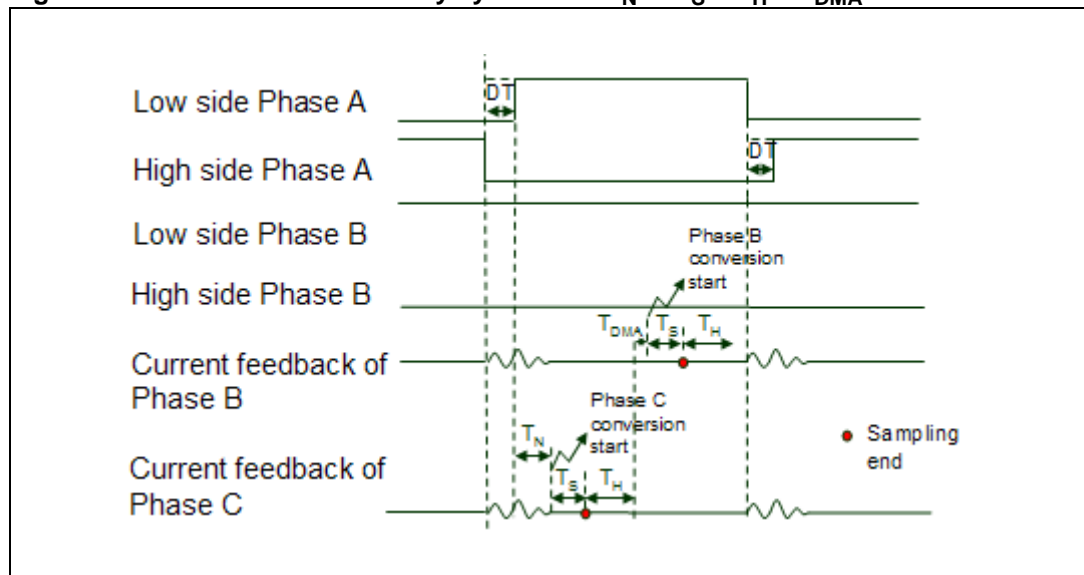 DT
Low side Phase A
DT
High side Phase A
Low side Phase B
Phase B
conversion
start
High side Phase B
T_DMA T_S T_H
Current feedback of
Phase B
Phase C
conversion
start
T_N
Sampling
end
Current feedback of
Phase C
T_S T_H